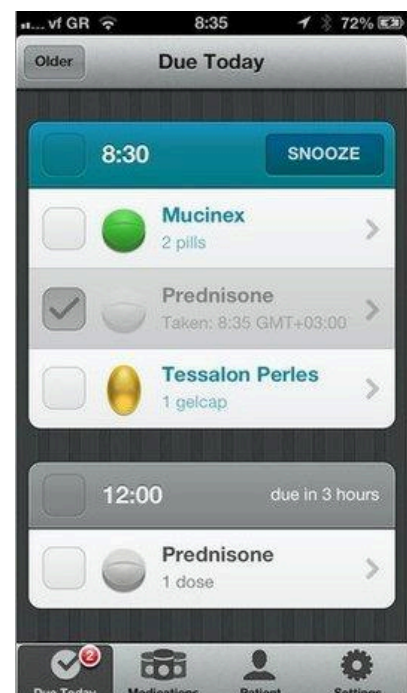 vf GR 8:35 72%
Older Due Today
8:30 SNOOZE
Mucinex
2 pills
Prednisone
Taken: 8:35 GMT+03:00
Tessalon Perles
1 gelcap
12:00 due in 3 hours
Prednisone
1 dose
2
Due Today Medications Patient Settings